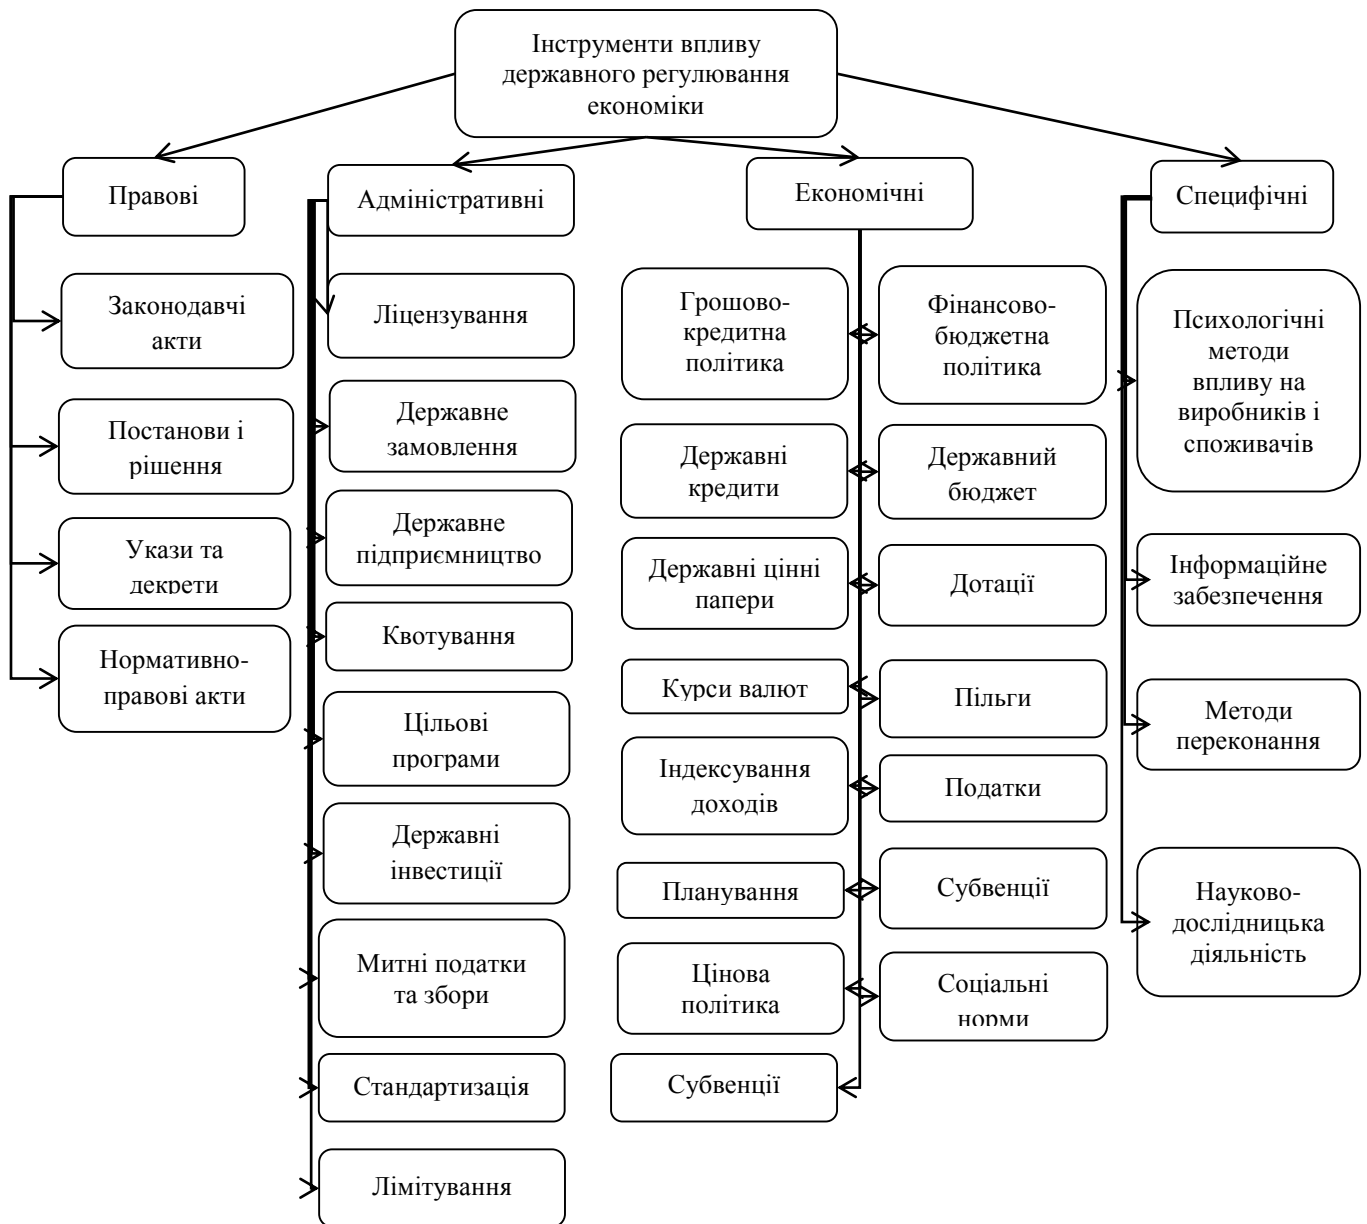 Інструменти впливу
державного регулювання
економіки
Правові
Адміністративні
Економічні
Специфічні
Законодавчі
акти
Постанови і
рішення
Укази та
декрети
Нормативно-
правові акти
Ліцензування
Державне
замовлення
Державне
підприємництво
Квотування
Цільові
програми
Державні
інвестиції
Митні податки
та збори
Стандартизація
Лімітування
Грошово-
кредитна
політика
Державні
кредити
Державні цінні
папери
Курси валют
Індексування
доходів
Планування
Цінова
політика
Субвенції
Фінансово-
бюджетна
політика
Державний
бюджет
Дотації
Пільги
Податки
Субвенції
Соціальні
норми
Психологічні
методи
впливу на
виробників і
споживачів
Інформаційне
забезпечення
Методи
переконання
Науково-
дослідницька
діяльність